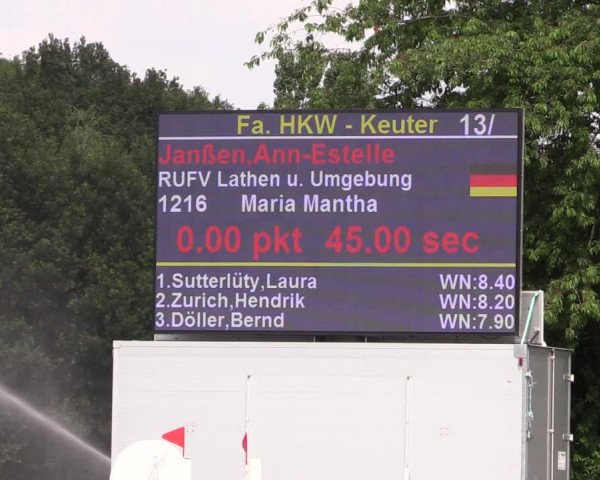 Fa. HKW - Keuter 13/
Janßen,Ann-Estelle
RUFV Lathen u. Umgebung
1216 Maria Mantha
0.00 pkt 45.00 sec
1.Sutterlüty,Laura WN:8.40
2.Zurich,Hendrik WN:8.20
3.Döller,Bernd WN:7.90